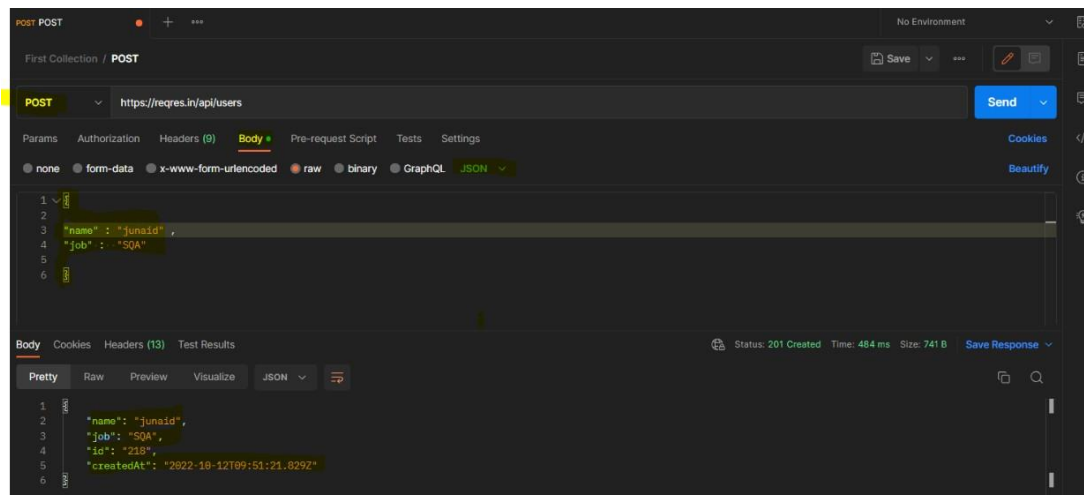 POST POST
No Environment
First Collection / POST
Save
POST https://reqres.in/api/users Send
Params Authorization Headers (9) Body Pre-request Script Tests Settings Cookies
none form-data x-www-form-urlencoded raw binary GraphQL JSON Beautify
1 {
2
3 "name" : "junaid" ,
4 "job" : "SQA"
5
6 }
Body Cookies Headers (13) Test Results Status: 201 Created Time: 484 ms Size: 741 B Save Response
Pretty Raw Preview Visualize JSON
1 {
2 "name": "junaid",
3 "job": "SQA",
4 "id": "218",
5 "createdAt": "2022-10-12T09:51:21.829Z"
6 }